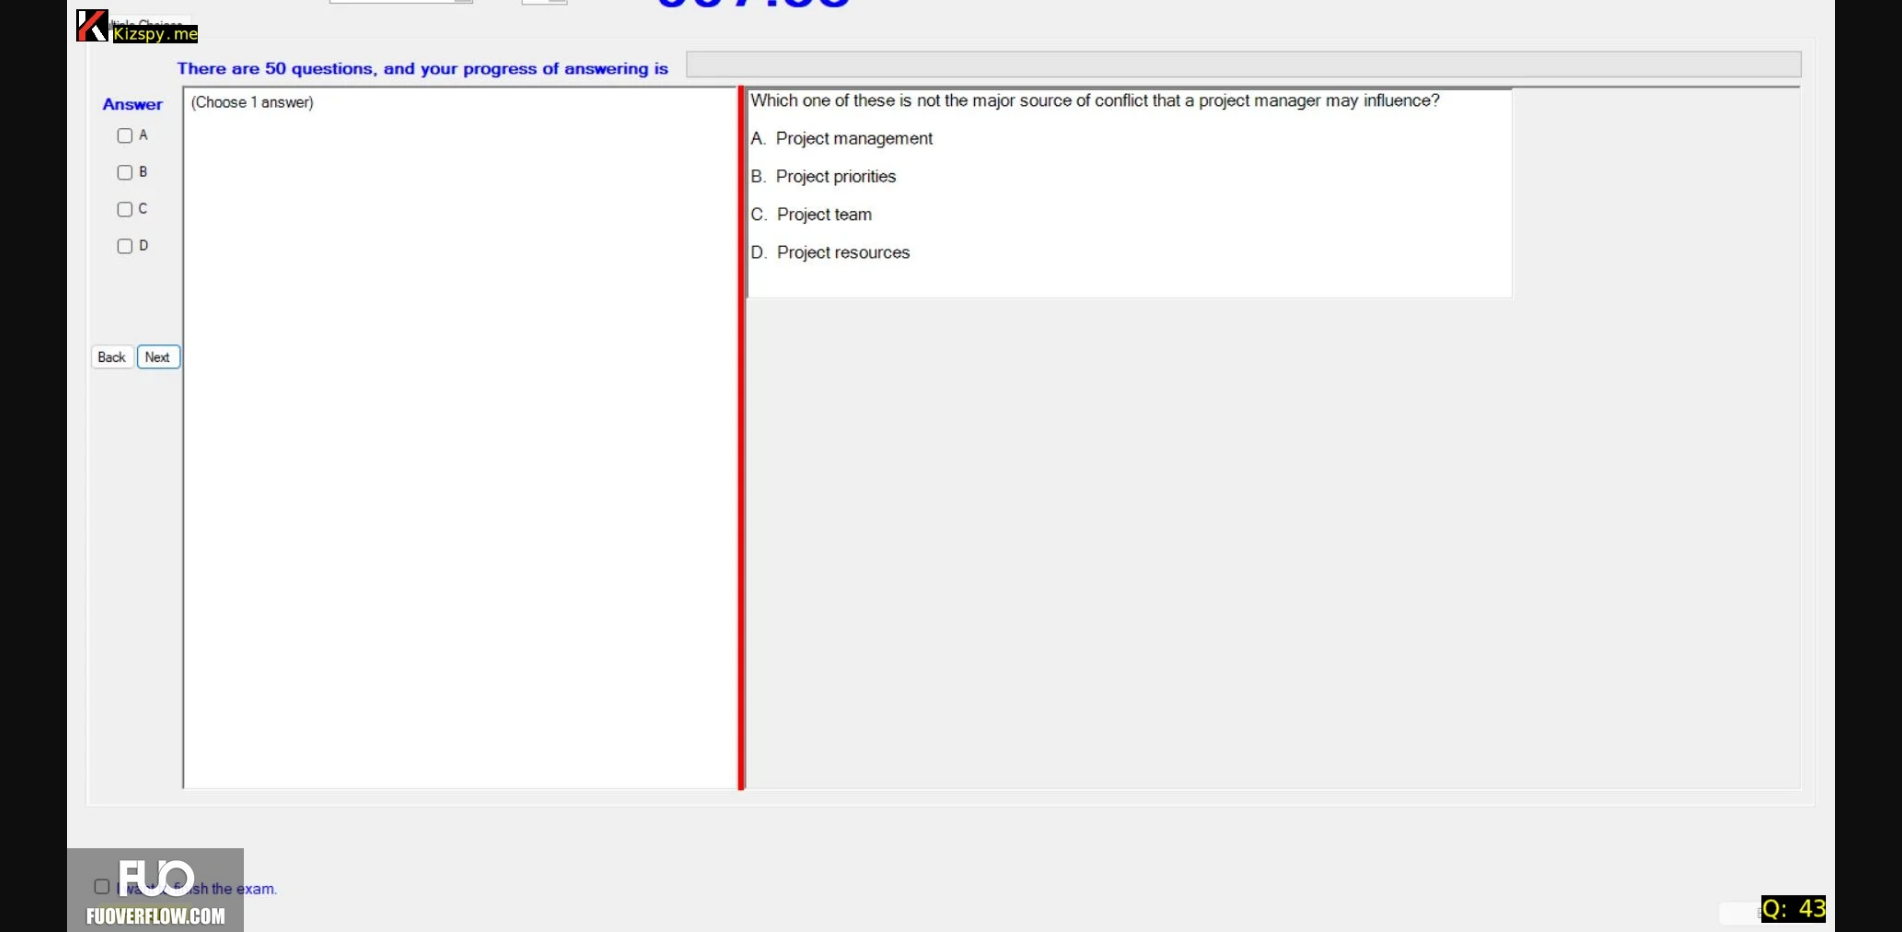 Kizspy.me
There are 50 questions, and your progress of answering is
Answer
(Choose 1 answer)
A
B
C
D
Back
Next
Which one of these is not the major source of conflict that a project manager may influence?
A. Project management
B. Project priorities
C. Project team
D. Project resources
FUO
the exam.
FUOVERFLOW.COM
Q: 43